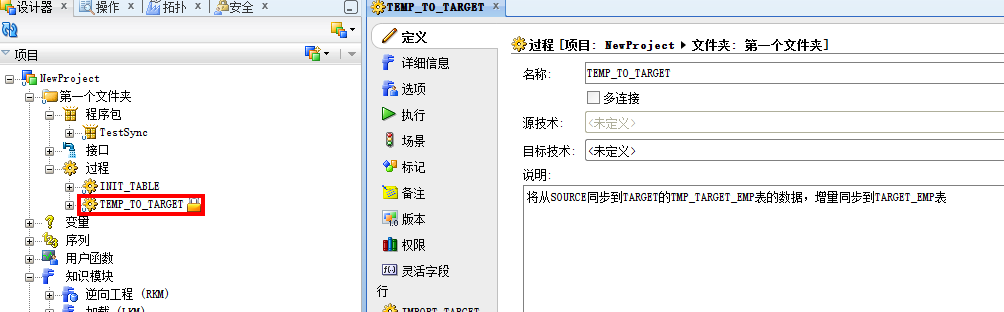 设计器 操作 拓扑 安全
项目
NewProject
第一个文件夹
程序包
TestSync
接口
过程
INIT_TABLE
TEMP_TO_TARGET
变量
序列
用户函数
知识模块
逆向工程 (RKM)
加载 (LKM)
TEMP_TO_TARGET
定义
详细信息
选项
执行
场景
标记
备注
版本
权限
灵活字段
行
IMPORT_TARGET
过程 [项目: NewProject ▶ 文件夹: 第一个文件夹]
名称: TEMP_TO_TARGET
多连接
源技术: <未定义>
目标技术: <未定义>
说明:
将从SOURCE同步到TARGET的TMP_TARGET_EMP表的数据，增量同步到TARGET_EMP表